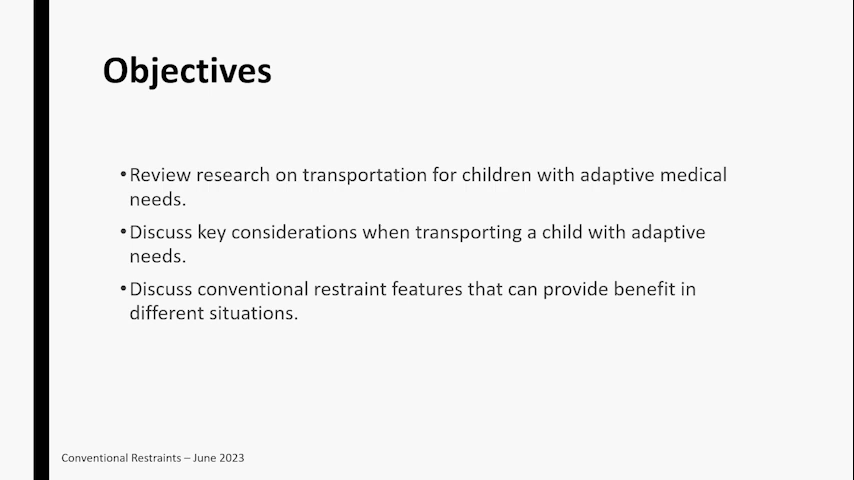 Objectives
•Review research on transportation for children with adaptive medical
needs.
•Discuss key considerations when transporting a child with adaptive
needs.
•Discuss conventional restraint features that can provide benefit in
different situations.
Conventional Restraints – June 2023